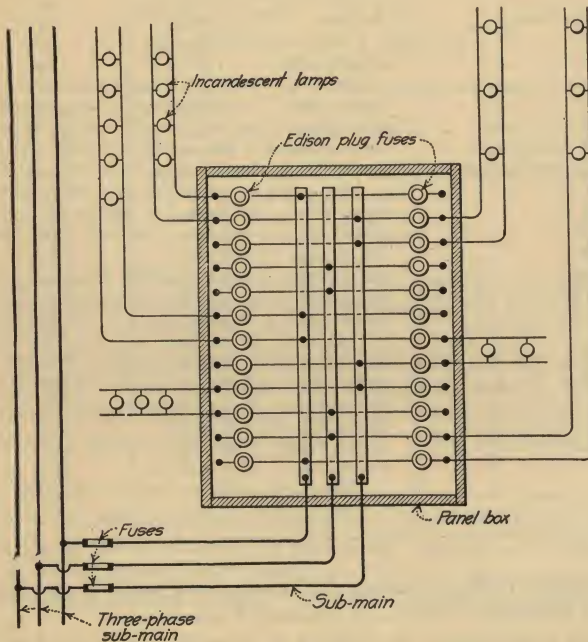 Incandescent lamps
Edison plug fuses
Panel box
Fuses
Sub-main
Three-phase
sub-main